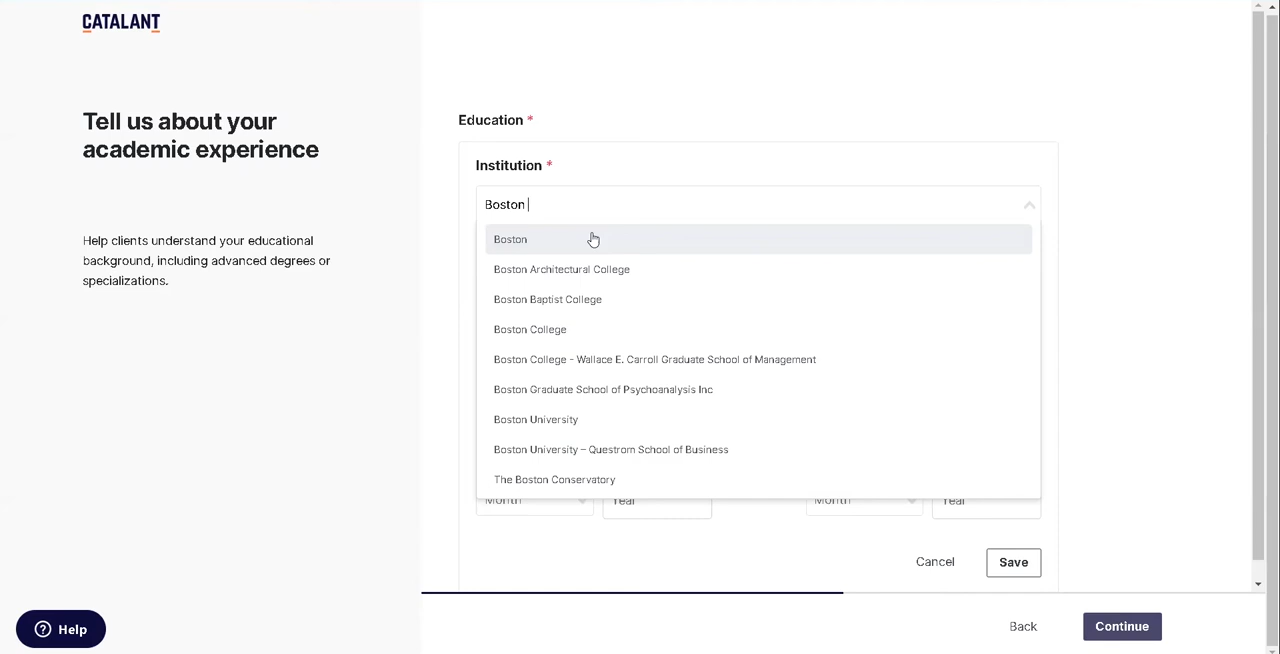 CATALANT
Tell us about your
academic experience
Help clients understand your educational
background, including advanced degrees or
specializations.
Education *
Institution *
Boston
Boston
Boston Architectural College
Boston Baptist College
Boston College
Boston College - Wallace E. Carroll Graduate School of Management
Boston Graduate School of Psychoanalysis Inc
Boston University
Boston University – Questrom School of Business
The Boston Conservatory
Month Year Month Year
Cancel Save
Help
Back Continue